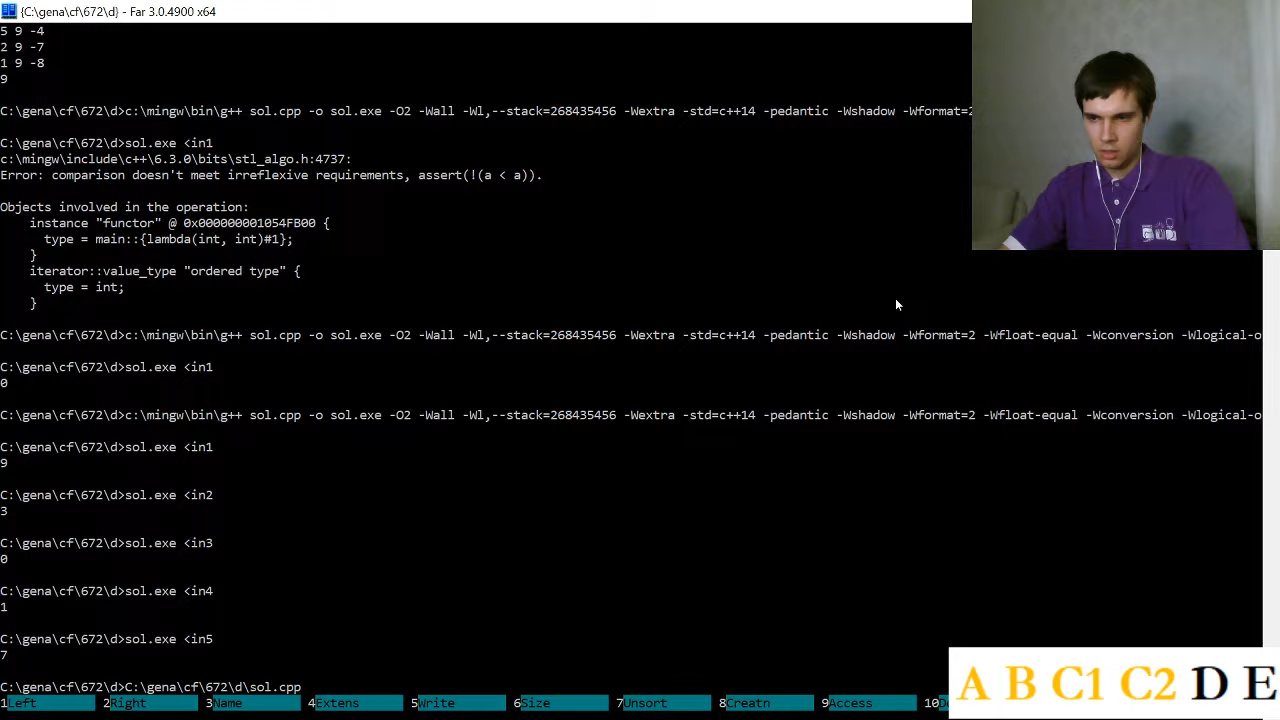 {C:\gena\cf\672\d} - Far 3.0.4900 x64
5 9 -4
2 9 -7
1 9 -8
9
C:\gena\cf\672\d>c:\mingw\bin\g++ sol.cpp -o sol.exe -O2 -Wall -Wl,--stack=268435456 -Wextra -std=c++14 -pedantic -Wshadow -Wformat=2
C:\gena\cf\672\d>sol.exe <in1
c:\mingw\include\c++\6.3.0\bits\stl_algo.h:4737:
Error: comparison doesn't meet irreflexive requirements, assert(!(a < a)).
Objects involved in the operation:
instance "functor" @ 0x000000001054FB00 {
type = main::{lambda(int, int)#1};
}
iterator::value_type "ordered type" {
type = int;
}
C:\gena\cf\672\d>c:\mingw\bin\g++ sol.cpp -o sol.exe -O2 -Wall -Wl,--stack=268435456 -Wextra -std=c++14 -pedantic -Wshadow -Wformat=2 -Wfloat-equal -Wconversion -Wlogical-o
C:\gena\cf\672\d>sol.exe <in1
0
C:\gena\cf\672\d>c:\mingw\bin\g++ sol.cpp -o sol.exe -O2 -Wall -Wl,--stack=268435456 -Wextra -std=c++14 -pedantic -Wshadow -Wformat=2 -Wfloat-equal -Wconversion -Wlogical-o
C:\gena\cf\672\d>sol.exe <in1
9
C:\gena\cf\672\d>sol.exe <in2
3
C:\gena\cf\672\d>sol.exe <in3
0
C:\gena\cf\672\d>sol.exe <in4
1
C:\gena\cf\672\d>sol.exe <in5
7
C:\gena\cf\672\d>C:\gena\cf\672\d\sol.cpp
1Left 2Right 3Name 4Extens 5Write 6Size 7Unsort 8Creatn 9Access 10D
A B C1 C2 D E